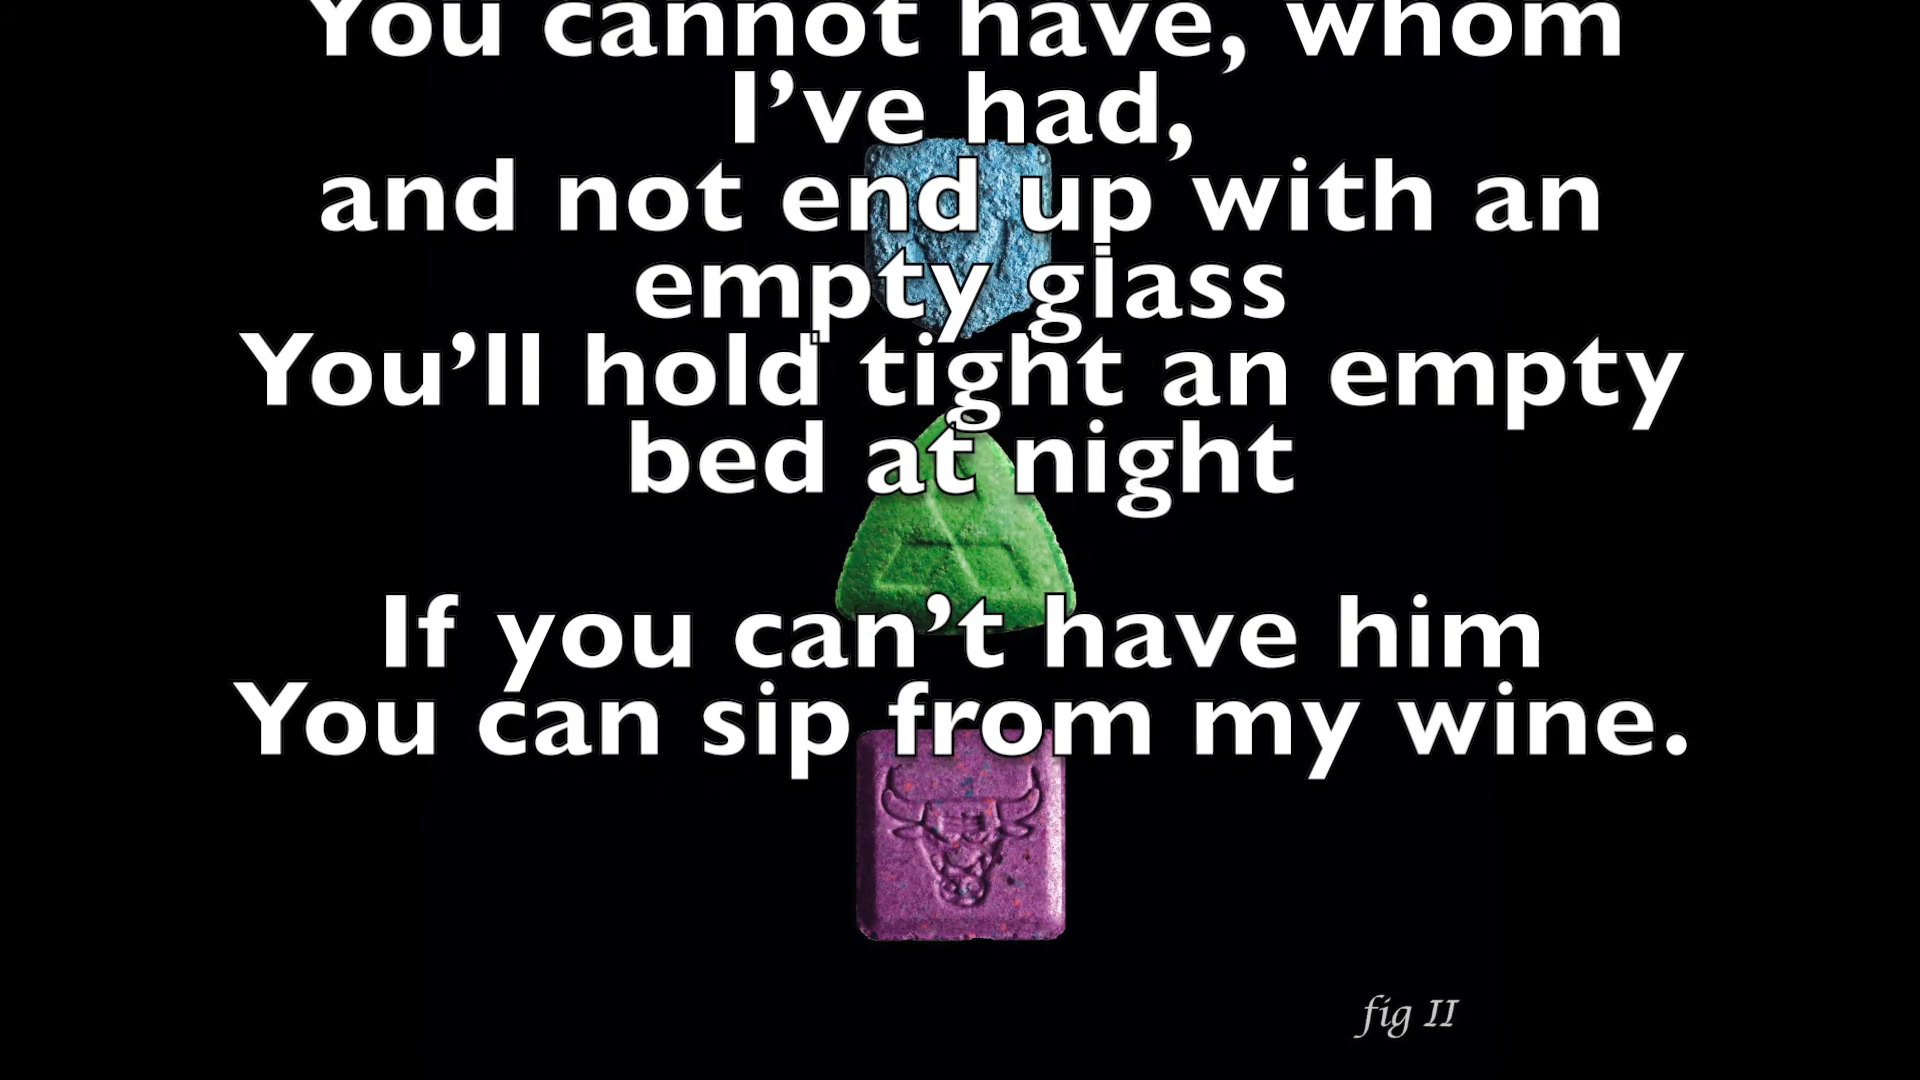 You cannot have, whom
I’ve had,
and not end up with an
empty glass
You’ll hold tight an empty
bed at night
If you can’t have him
You can sip from my wine.
fig II